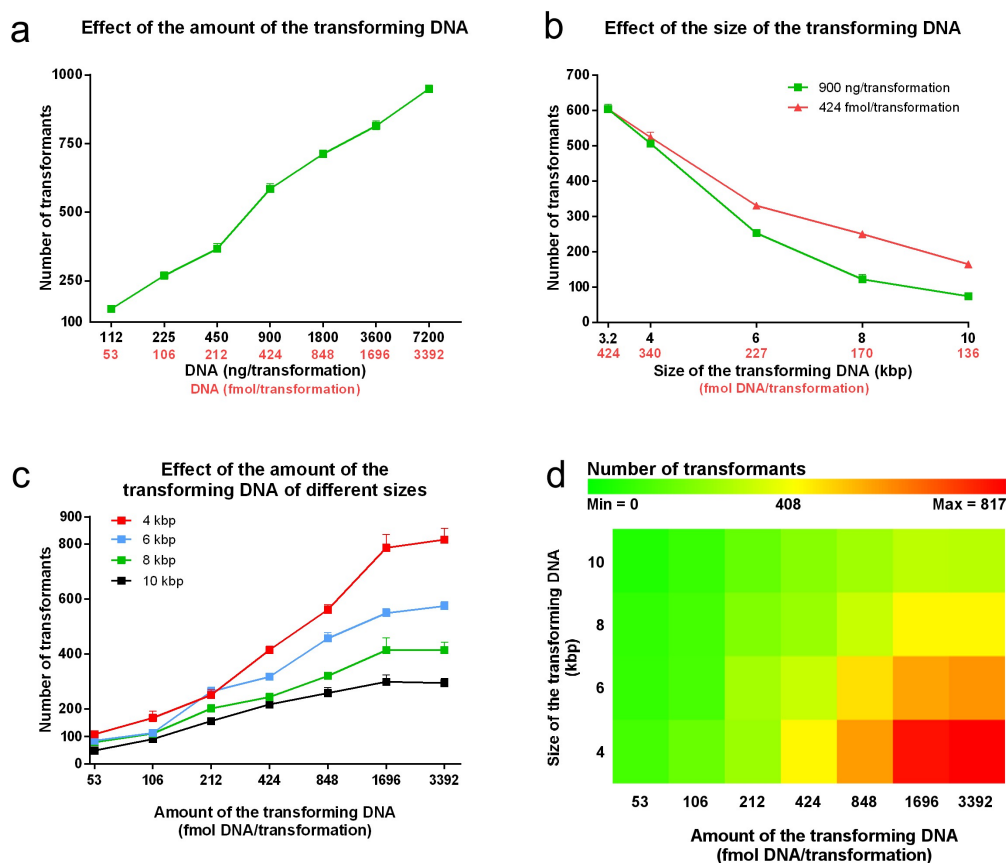 a
Effect of the amount of the transforming DNA
Number of transformants
1000
750
500
250
100
112 225 450 900 1800 3600 7200
53 106 212 424 848 1696 3392
DNA (ng/transformation)
DNA (fmol/transformation)
b
Effect of the size of the transforming DNA
Number of transformants
700
600
500
400
300
200
100
0
900 ng/transformation
424 fmol/transformation
3.2 4 6 8 10
424 340 227 170 136
Size of the transforming DNA (kbp)
(fmol DNA/transformation)
c
Effect of the amount of the
transforming DNA of different sizes
Number of transformants
900
800
600
400
200
100
0
4 kbp
6 kbp
8 kbp
10 kbp
53 106 212 424 848 1696 3392
Amount of the transforming DNA
(fmol DNA/transformation)
d
Number of transformants
Min = 0 408 Max = 817
Size of the transforming DNA
(kbp)
10
8
6
4
53 106 212 424 848 1696 3392
Amount of the transforming DNA
(fmol DNA/transformation)